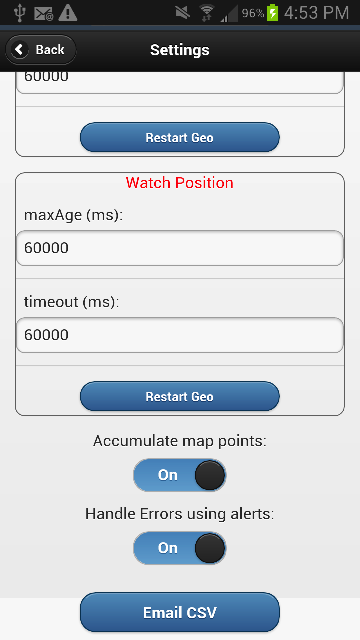 96% 4:53 PM
Back
Settings
60000
Restart Geo
Watch Position
maxAge (ms):
60000
timeout (ms):
60000
Restart Geo
Accumulate map points:
On
Handle Errors using alerts:
On
Email CSV